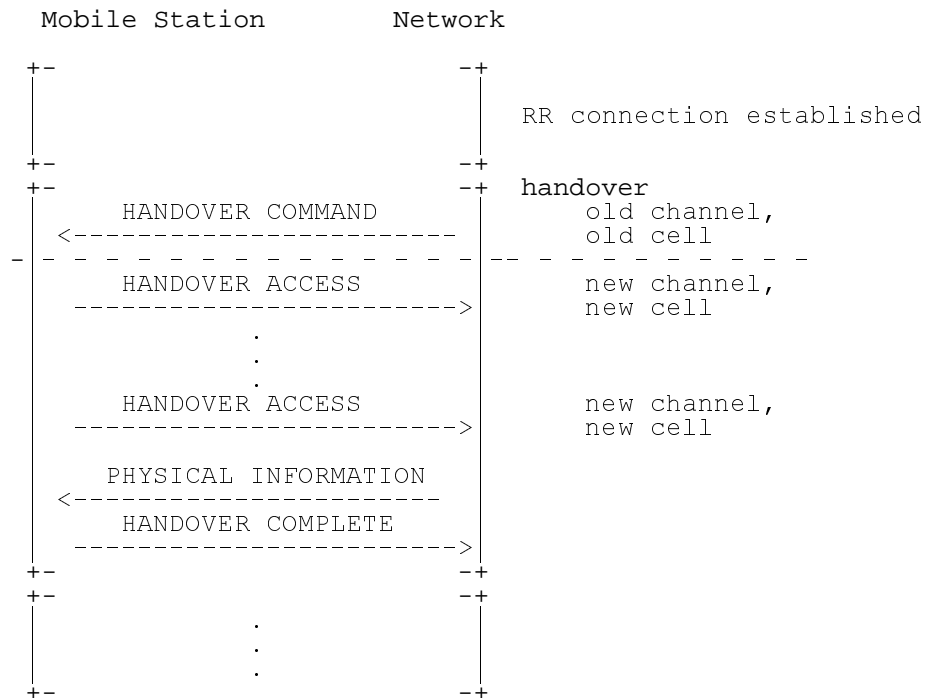 Mobile Station Network
RR connection established
handover
HANDOVER COMMAND old channel,
old cell
HANDOVER ACCESS new channel,
new cell
.
.
.
HANDOVER ACCESS new channel,
new cell
PHYSICAL INFORMATION
HANDOVER COMPLETE
.
.
.